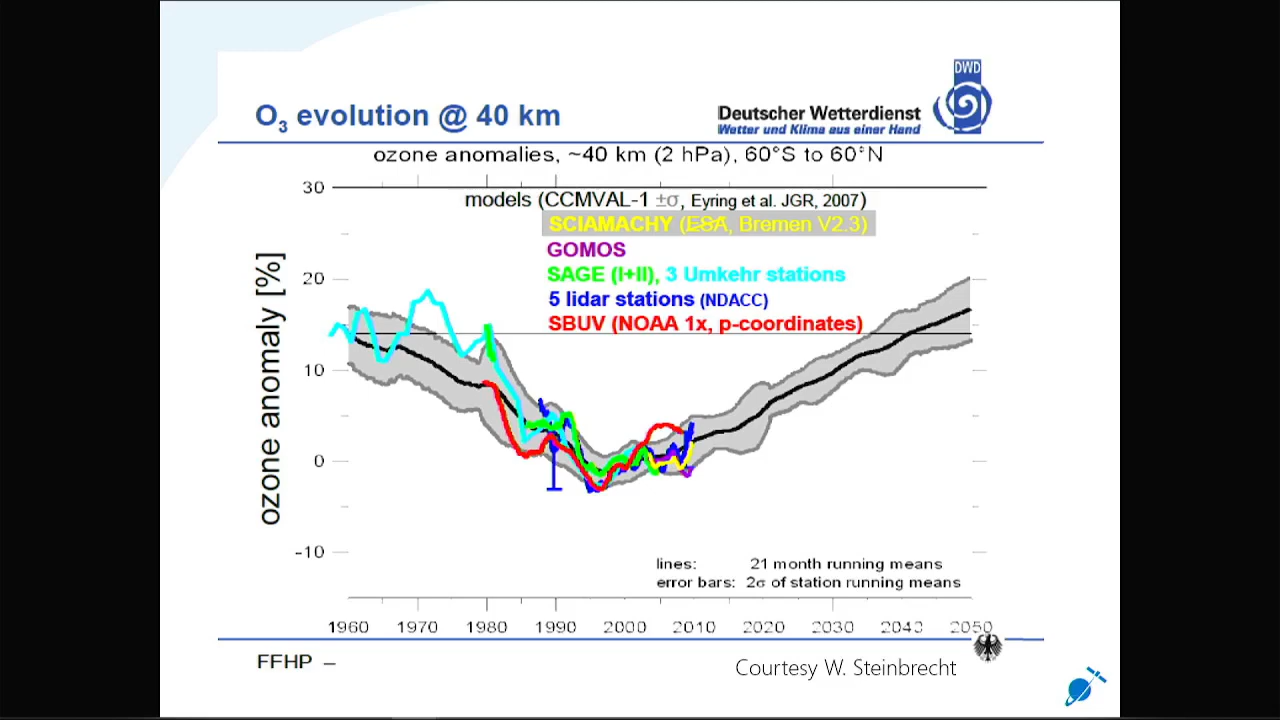 DWD
O3 evolution @ 40 km
Deutscher Wetterdienst
Wetter und Klima aus einer Hand
ozone anomalies, ~40 km (2 hPa), 60°S to 60°N
models (CCMVAL-1 ±σ, Eyring et al. JGR, 2007)
SCIAMACHY (ESA, Bremen V2.3)
GOMOS
SAGE (I+II), 3 Umkehr stations
5 lidar stations (NDACC)
SBUV (NOAA 1x, p-coordinates)
ozone anomaly [%]
30
20
10
0
-10
lines: 21 month running means
error bars: 2σ of station running means
1960 1970 1980 1990 2000 2010 2020 2030 2040 2050
FFHP –
Courtesy W. Steinbrecht